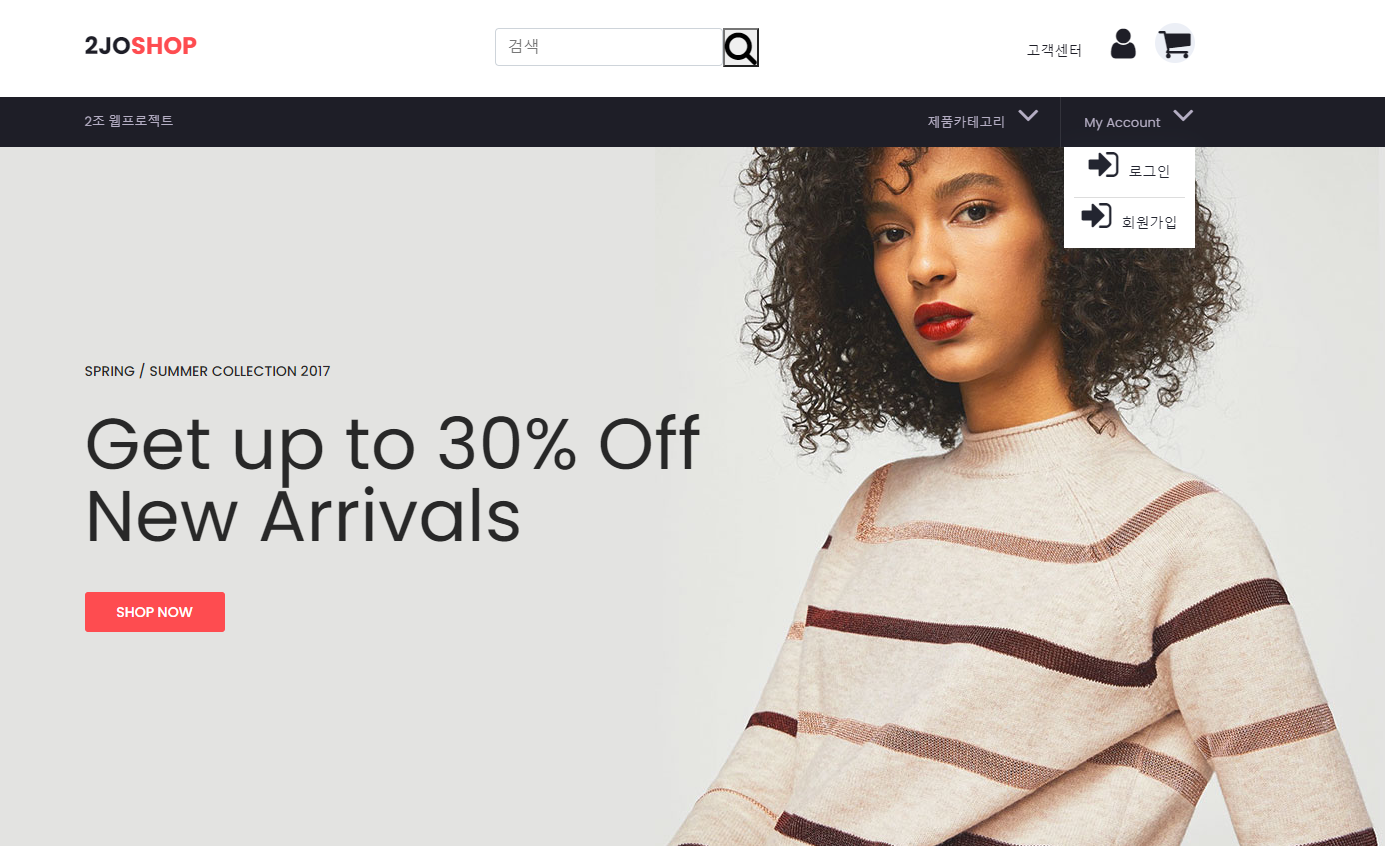 2JOSHOP
검색
고객센터
2조 웹프로젝트
제품카테고리
My Account
로그인
회원가입
SPRING / SUMMER COLLECTION 2017
Get up to 30% Off
New Arrivals
SHOP NOW